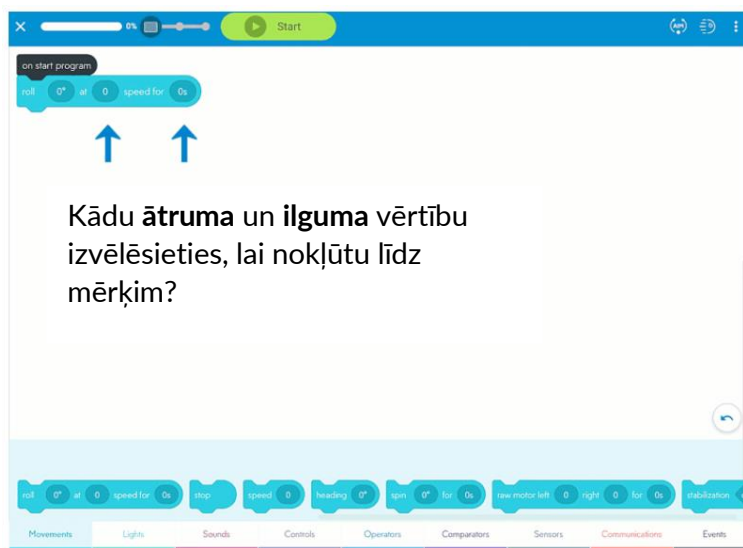 0% Start
on start program
roll 0° at 0 speed for 0s
Kādu ātruma un ilguma vērtību
izvēlēsieties, lai nokļūtu līdz
mērķim?
roll 0° at 0 speed for 0s stop speed 0 heading 0° spin 0° for 0s raw motor left 0 right 0 for 0s stabilization
Movements Lights Sounds Controls Operators Comparators Sensors Communications Events